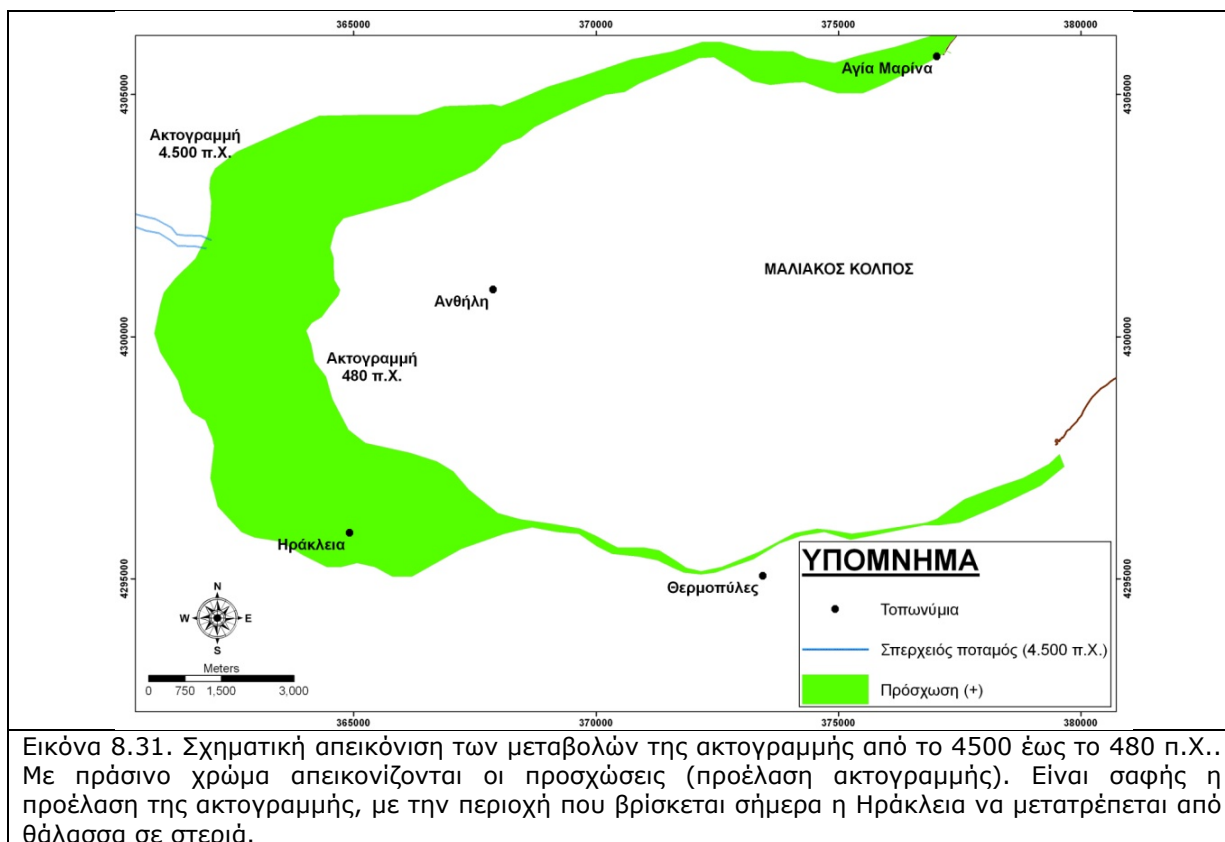 365000
370000
375000
380000
4305000
4305000
Αγία Μαρίνα
Ακτογραμμή
4.500 π.Χ.
ΜΑΛΙΑΚΟΣ ΚΟΛΠΟΣ
Ανθήλη
4300000
4300000
Ακτογραμμή
480 π.Χ.
Ηράκλεια
Θερμοπύλες
4295000
4295000
ΥΠΟΜΝΗΜΑ
Τοπωνύμια
Σπερχειός ποταμός (4.500 π.Χ.)
Πρόσχωση (+)
N
W E
S
Meters
0 750 1,500 3,000
365000
370000
375000
380000
Εικόνα 8.31. Σχηματική απεικόνιση των μεταβολών της ακτογραμμής από το 4500 έως το 480 π.Χ..
Με πράσινο χρώμα απεικονίζονται οι προσχώσεις (προέλαση ακτογραμμής). Είναι σαφής η
προέλαση της ακτογραμμής, με την περιοχή που βρίσκεται σήμερα η Ηράκλεια να μετατρέπεται από
θάλασσα σε στεριά.